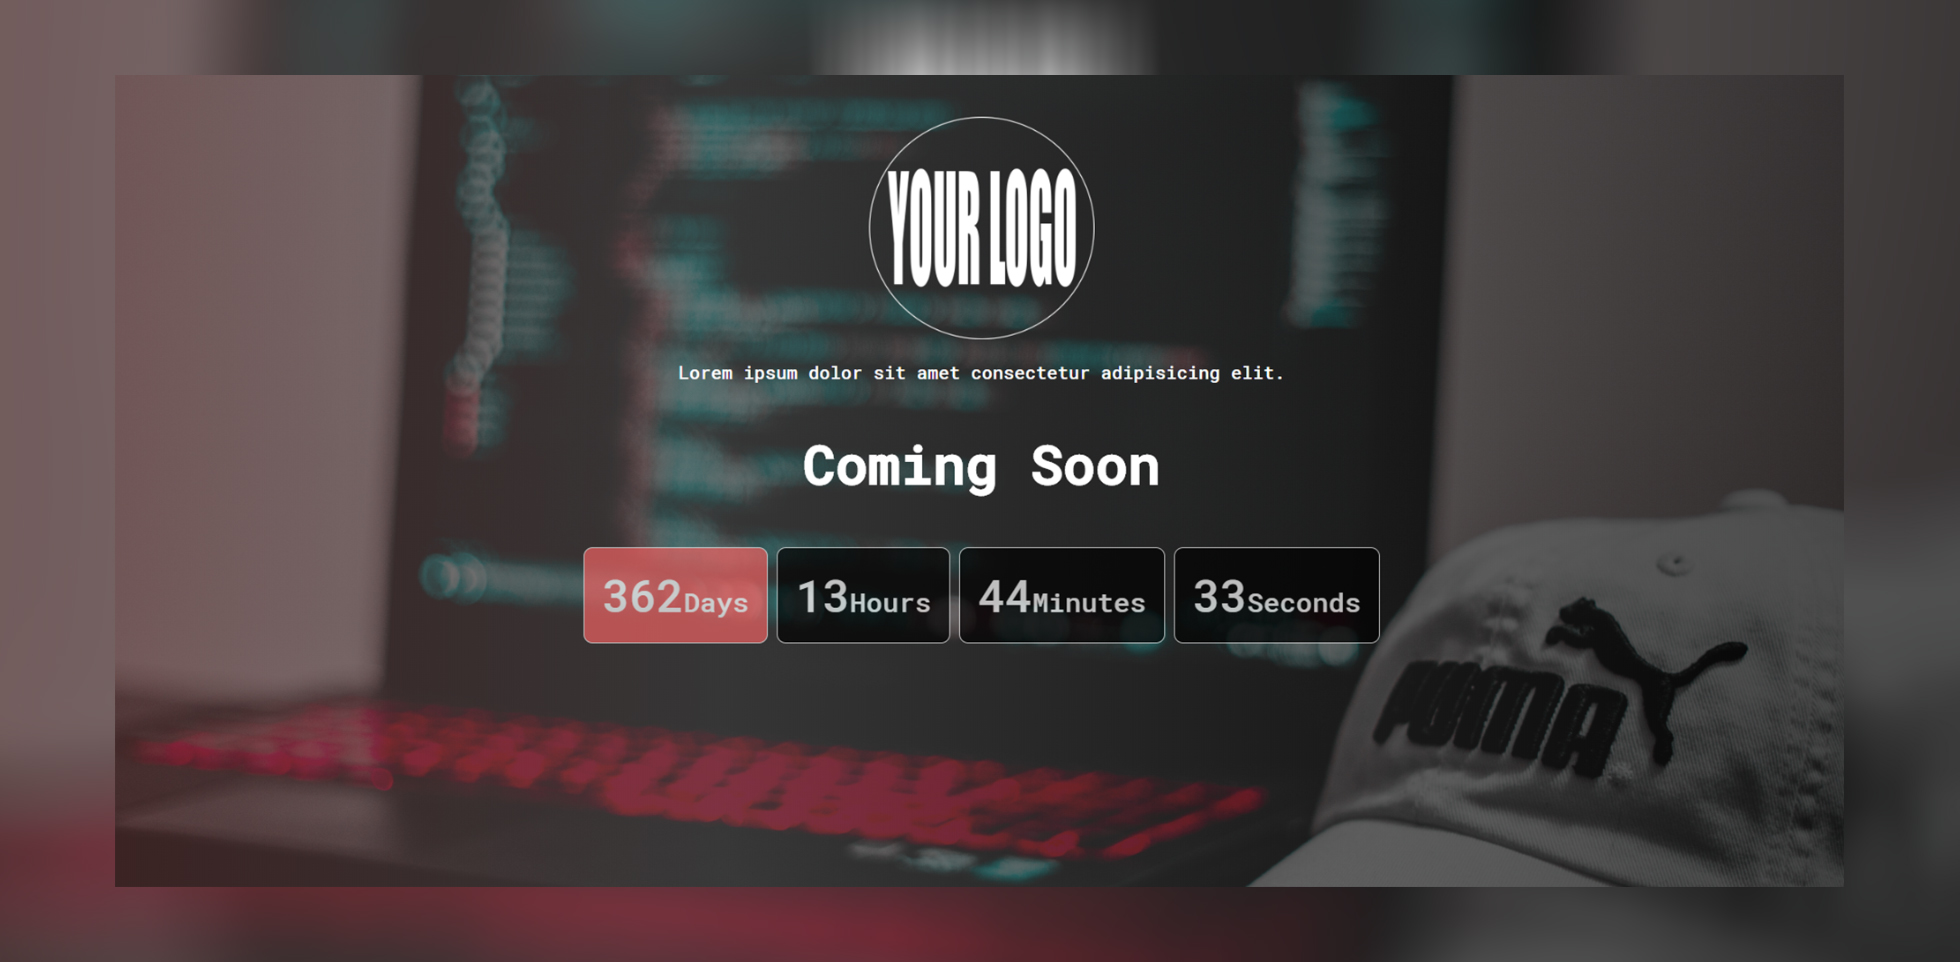 YOUR LOGO
Lorem ipsum dolor sit amet consectetur adipisicing elit.
Coming Soon
362Days 13Hours 44Minutes 33Seconds
PUMA